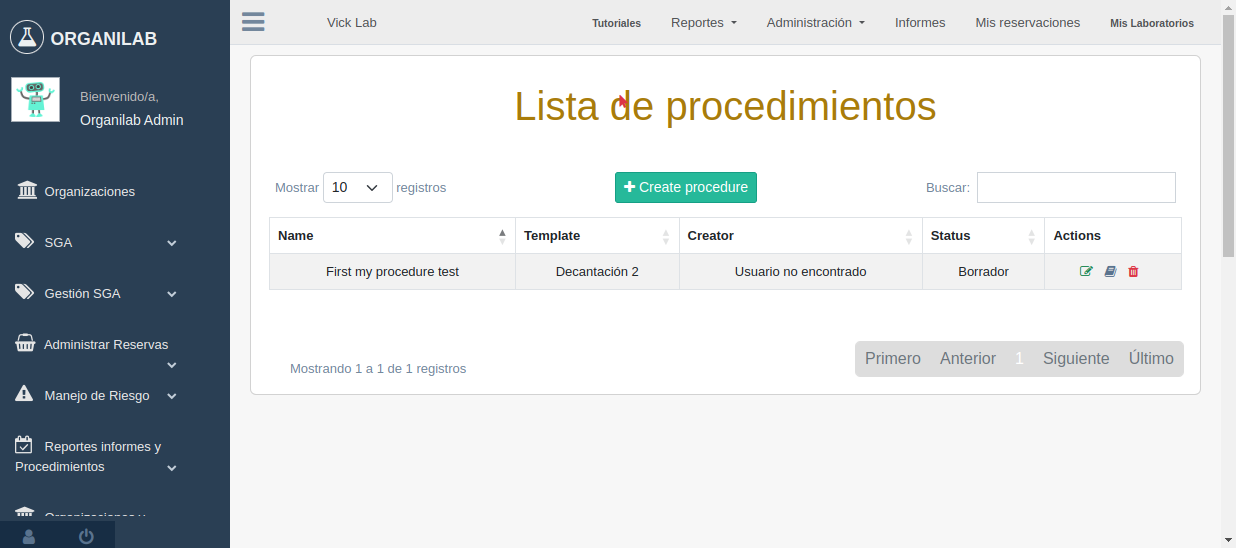 ORGANILAB
Bienvenido/a,
Organilab Admin
Organizaciones
SGA
Gestión SGA
Administrar Reservas
Manejo de Riesgo
Reportes informes y
Procedimientos
Organizaciones y
Vick Lab
Tutoriales
Reportes
Administración
Informes
Mis reservaciones
Mis Laboratorios
Lista de procedimientos
Mostrar 10 registros
Create procedure
Buscar:
Name Template Creator Status Actions
First my procedure test Decantación 2 Usuario no encontrado Borrador
Mostrando 1 a 1 de 1 registros
Primero Anterior 1 Siguiente Último